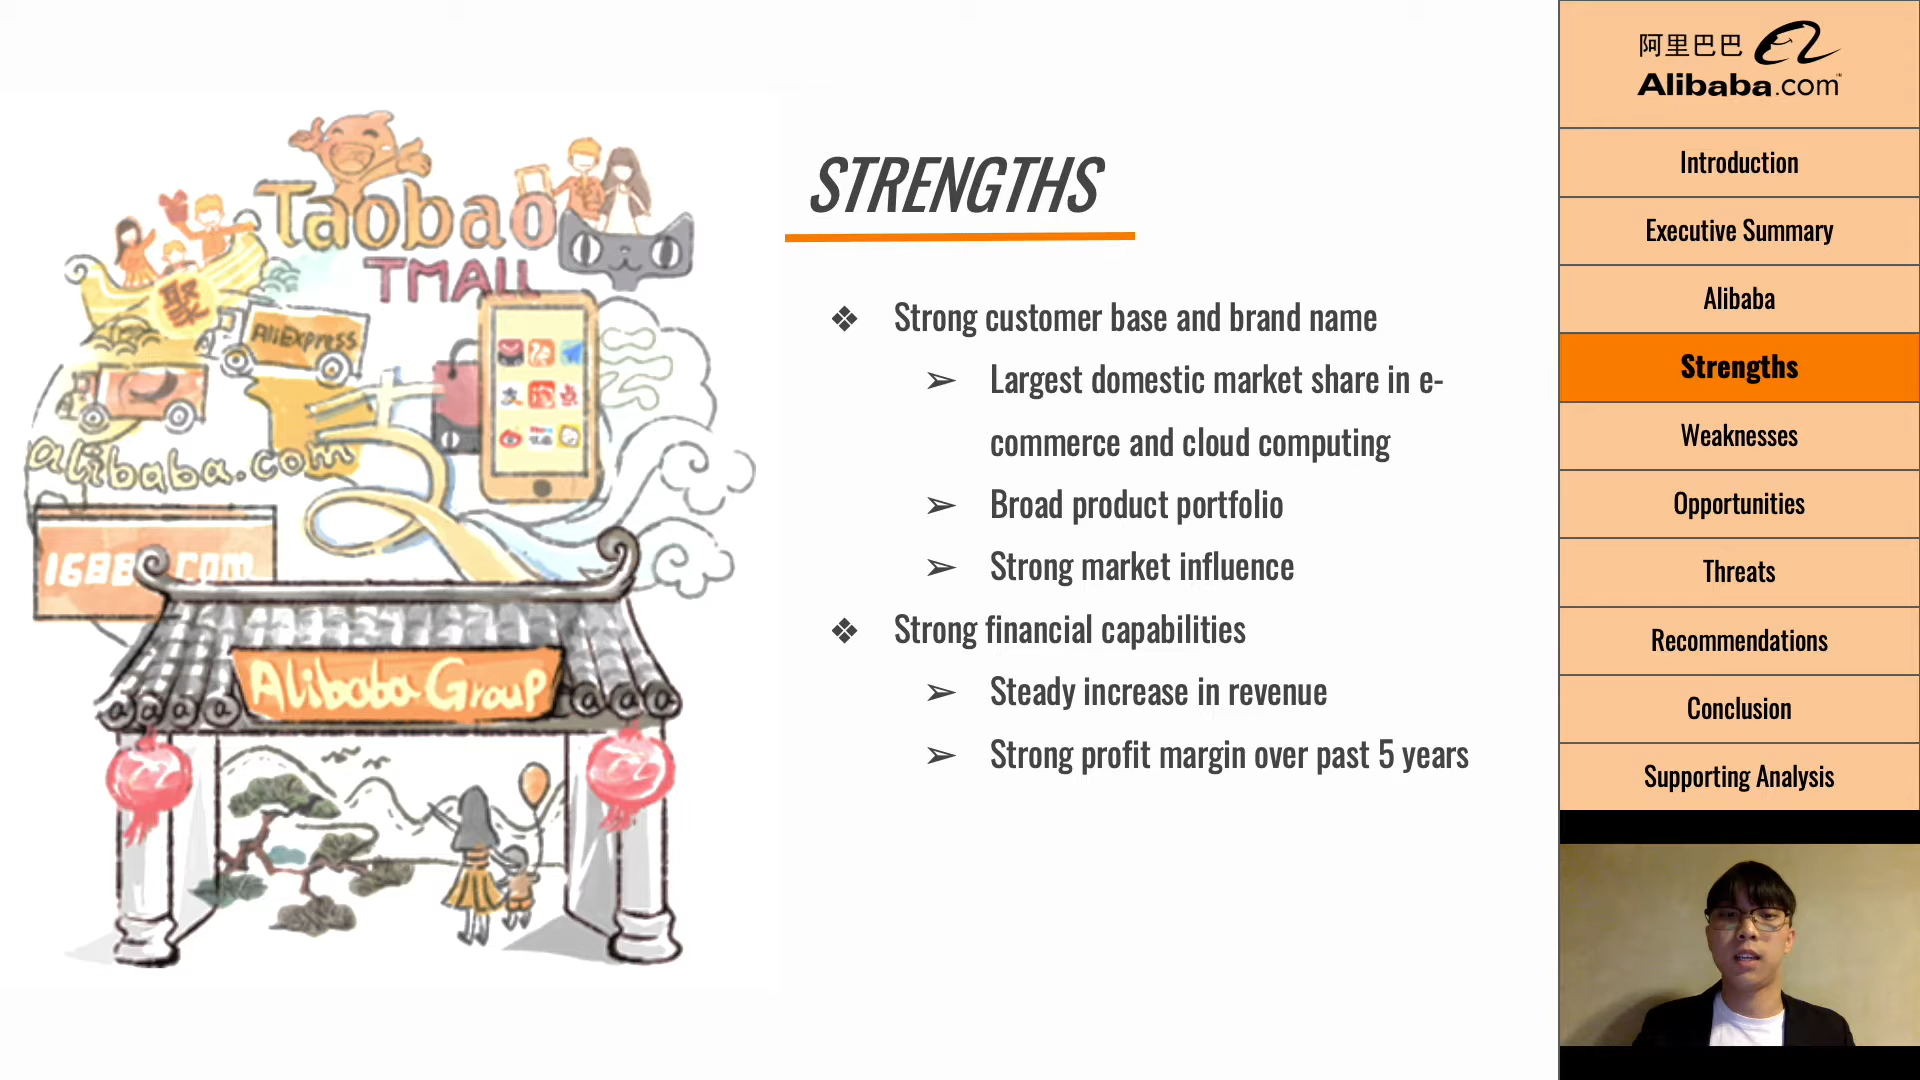 Taobao
TMALL
聚
AliExpress
alibaba.com
1688.com
Alibaba Group
STRENGTHS
❖ Strong customer base and brand name
➢ Largest domestic market share in e-
commerce and cloud computing
➢ Broad product portfolio
➢ Strong market influence
❖ Strong financial capabilities
➢ Steady increase in revenue
➢ Strong profit margin over past 5 years
阿里巴巴
Alibaba.com
Introduction
Executive Summary
Alibaba
Strengths
Weaknesses
Opportunities
Threats
Recommendations
Conclusion
Supporting Analysis